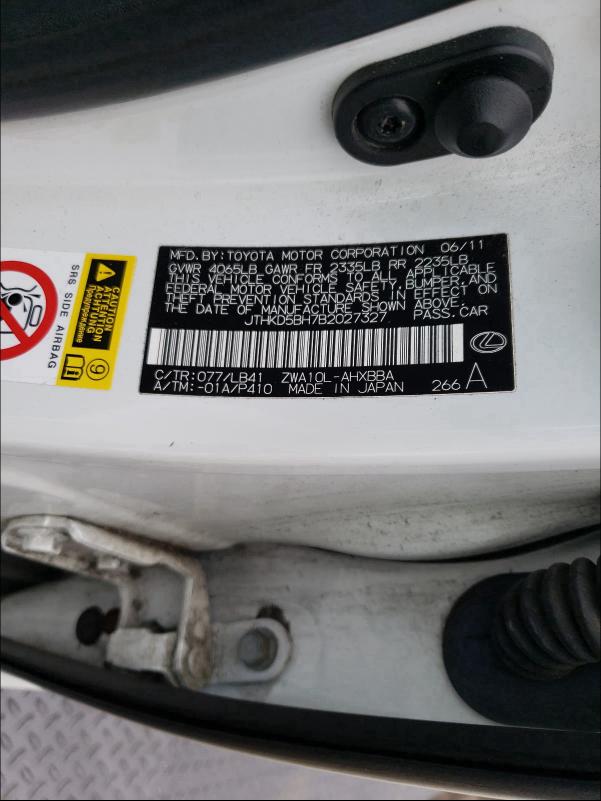 MFD.BY:TOYOTA MOTOR CORPORATION 06/11
GVWR 4065LB GAWR FR 2335LB RR 2235LB
THIS VEHICLE CONFORMS TO ALL APPLICABLE
FEDERAL MOTOR VEHICLE SAFETY, BUMPER, AND
THEFT PREVENTION STANDARDS IN EFFECT ON
THE DATE OF MANUFACTURE SHOWN ABOVE.
JTHKD5BH7B2027327 PASS.CAR
C/TR:077/LB41 ZWA10L-AHXBBA
A/TM:-01A/P410 MADE IN JAPAN 266 A
SRS SIDE AIRBAG
CAUTION
ATTENTION
ACHTUNG
Предупреждение
9